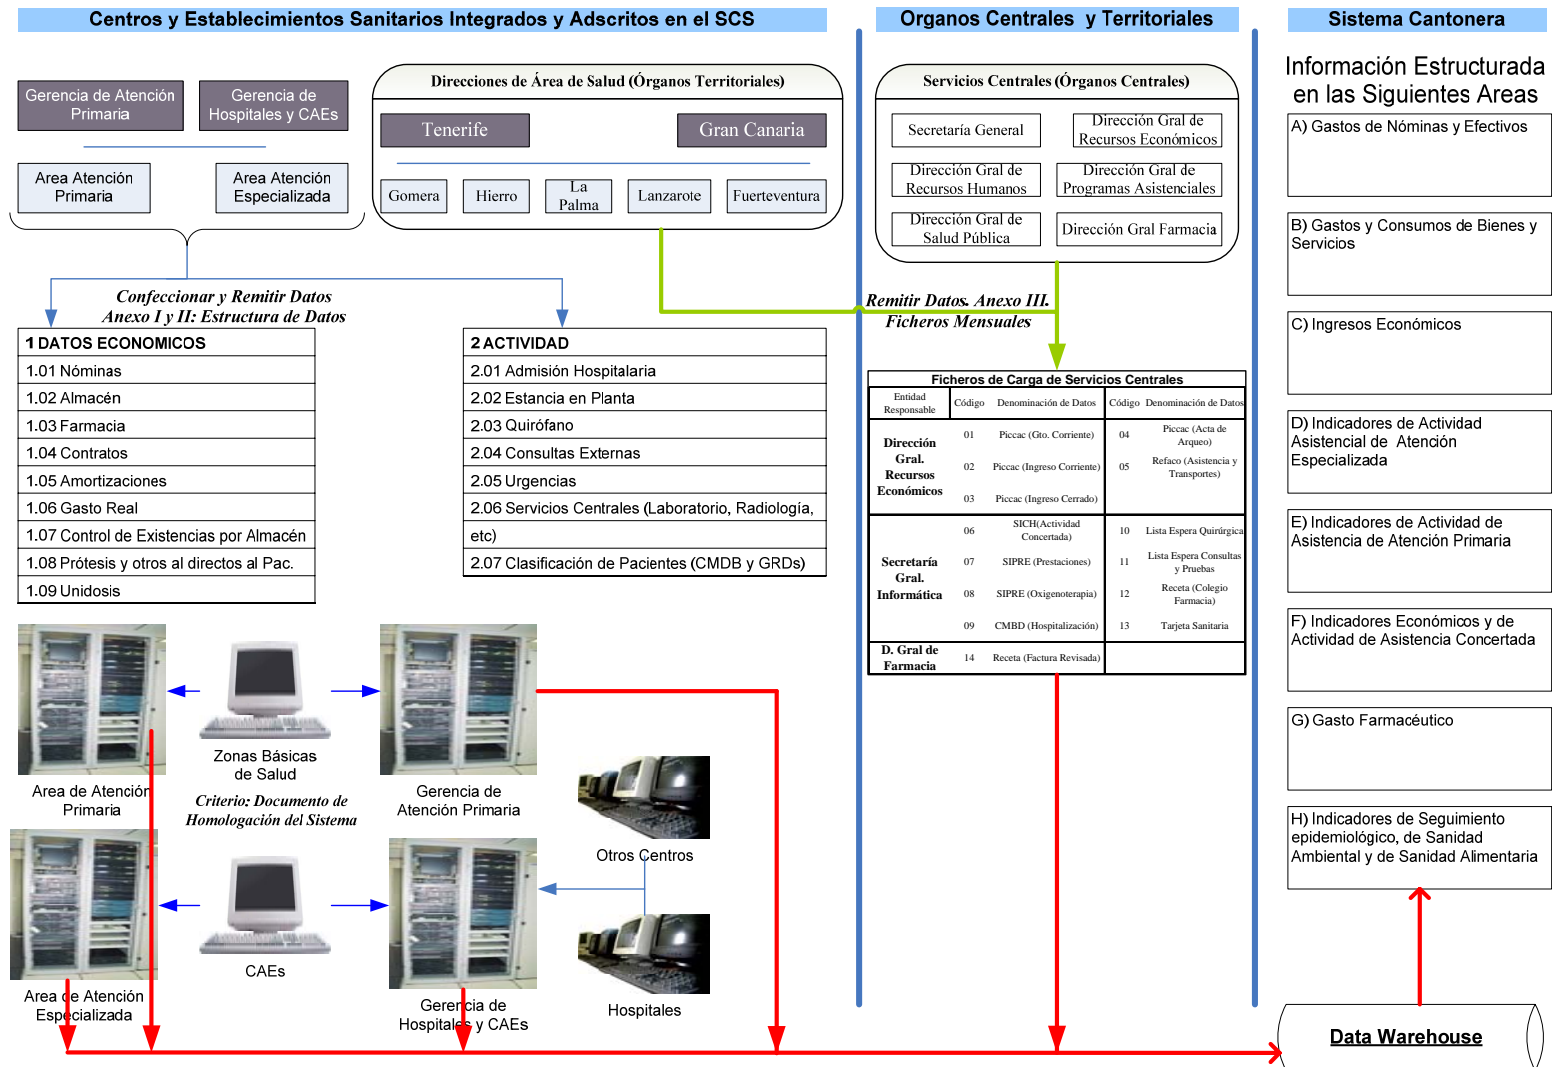 Centros y Establecimientos Sanitarios Integrados y Adscritos en el SCS
Gerencia de Atención
Primaria
Gerencia de
Hospitales y CAEs
Area Atención
Primaria
Area Atención
Especializada
Direcciones de Área de Salud (Órganos Territoriales)
Tenerife
Gran Canaria
Gomera
Hierro
La
Palma
Lanzarote
Fuerteventura
Confeccionar y Remitir Datos
Anexo I y II: Estructura de Datos
1 DATOS ECONOMICOS
1.01 Nóminas
1.02 Almacén
1.03 Farmacia
1.04 Contratos
1.05 Amortizaciones
1.06 Gasto Real
1.07 Control de Existencias por Almacén
1.08 Prótesis y otros al directos al Pac.
1.09 Unidosis
2 ACTIVIDAD
2.01 Admisión Hospitalaria
2.02 Estancia en Planta
2.03 Quirófano
2.04 Consultas Externas
2.05 Urgencias
2.06 Servicios Centrales (Laboratorio, Radiología,
etc)
2.07 Clasificación de Pacientes (CMDB y GRDs)
Area de Atención
Primaria
Zonas Básicas
de Salud
Gerencia de
Atención Primaria
Criterio; Documento de
Homologación del Sistema
Otros Centros
Area de Atención
Especializada
CAEs
Gerencia de
Hospitales y CAEs
Hospitales
Organos Centrales y Territoriales
Servicios Centrales (Órganos Centrales)
Secretaría General
Dirección Gral de
Recursos Económicos
Dirección Gral de
Recursos Humanos
Dirección Gral de
Programas Asistenciales
Dirección Gral de
Salud Pública
Dirección Gral Farmacia
Remitir Datos. Anexo III.
Ficheros Mensuales
Ficheros de Carga de Servicios Centrales
Entidad
Responsable
Código
Denominación de Datos
Código
Denominación de Datos
Dirección
Gral.
Recursos
Económicos
01
Piccac (Gto. Corriente)
04
Piccac (Acta de
Arqueo)
02
Piccac (Ingreso Corriente)
05
Refaco (Asistencia y
Transportes)
03
Piccac (Ingreso Cerrado)
Secretaría
Gral.
Informática
06
SICH(Actividad
Concertada)
10
Lista Espera Quirúrgica
07
SIPRE (Prestaciones)
11
Lista Espera Consultas
y Pruebas
08
SIPRE (Oxigenoterapia)
12
Receta (Colegio
Farmacia)
09
CMBD (Hospitalización)
13
Tarjeta Sanitaria
D. Gral de
Farmacia
14
Receta (Factura Revisada)
Sistema Cantonera
Información Estructurada
en las Siguientes Areas
A) Gastos de Nóminas y Efectivos
B) Gastos y Consumos de Bienes y
Servicios
C) Ingresos Económicos
D) Indicadores de Actividad
Asistencial de Atención
Especializada
E) Indicadores de Actividad de
Asistencia de Atención Primaria
F) Indicadores Económicos y de
Actividad de Asistencia Concertada
G) Gasto Farmacéutico
H) Indicadores de Seguimiento
epidemiológico, de Sanidad
Ambiental y de Sanidad Alimentaria
Data Warehouse